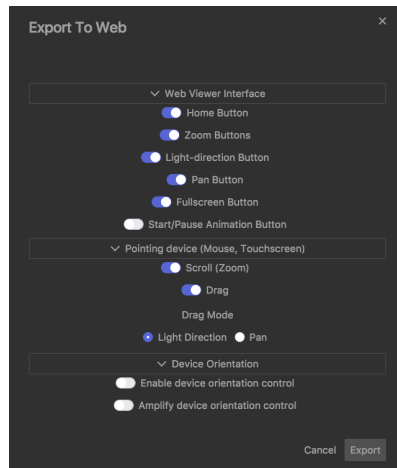 Export To Web
Web Viewer Interface
Home Button
Zoom Buttons
Light-direction Button
Pan Button
Fullscreen Button
Start/Pause Animation Button
Pointing device (Mouse, Touchscreen)
Scroll (Zoom)
Drag
Drag Mode
Light Direction Pan
Device Orientation
Enable device orientation control
Amplify device orientation control
Cancel Export